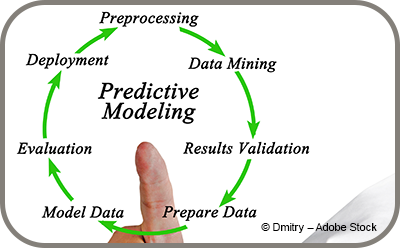 Preprocessing
Data Mining
Results Validation
Prepare Data
Model Data
Evaluation
Deployment
Predictive
Modeling
© Dmitry – Adobe Stock